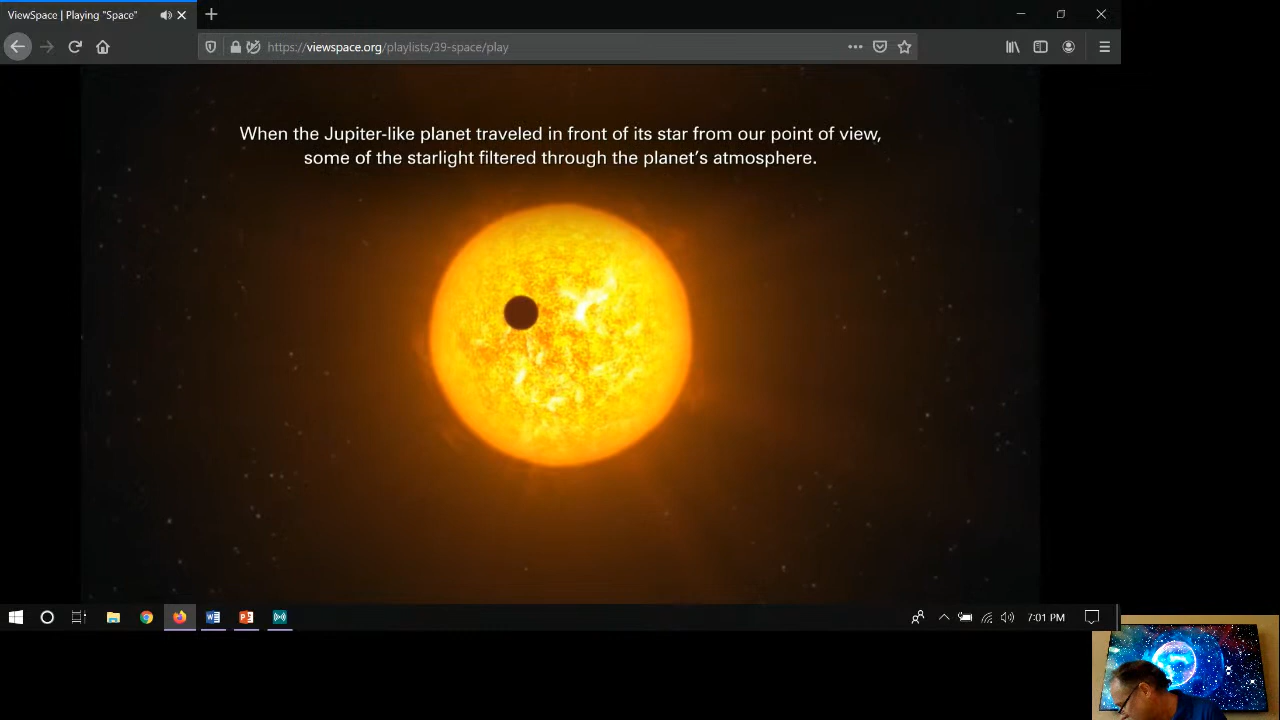 ViewSpace | Playing "Space"
https://viewspace.org/playlists/39-space/play
When the Jupiter-like planet traveled in front of its star from our point of view,
some of the starlight filtered through the planet's atmosphere.
7:01 PM